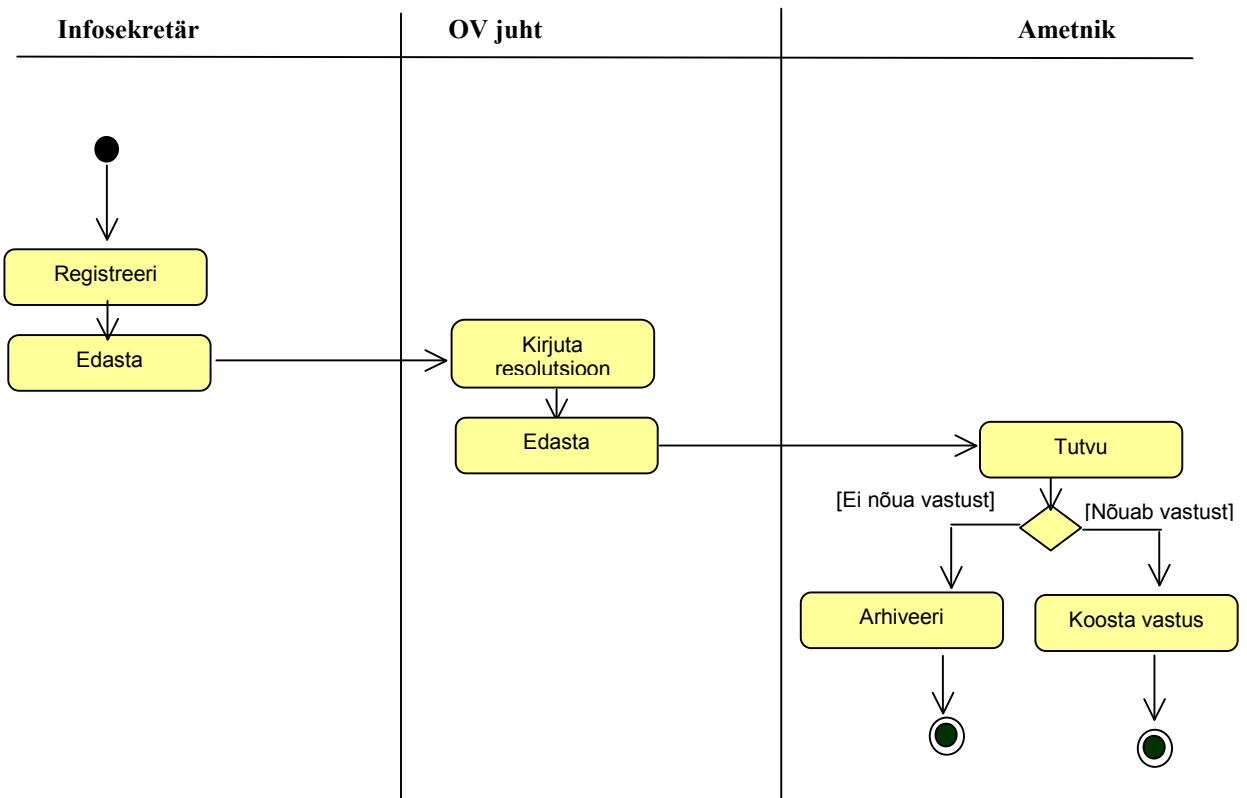 Infosekretär
OV juht
Ametnik
Registreeri
Edasta
Kirjuta
resolutsioon
Edasta
Tutvu
[Ei nõua vastust]
[Nõuab vastust]
Arhiveeri
Koosta vastus